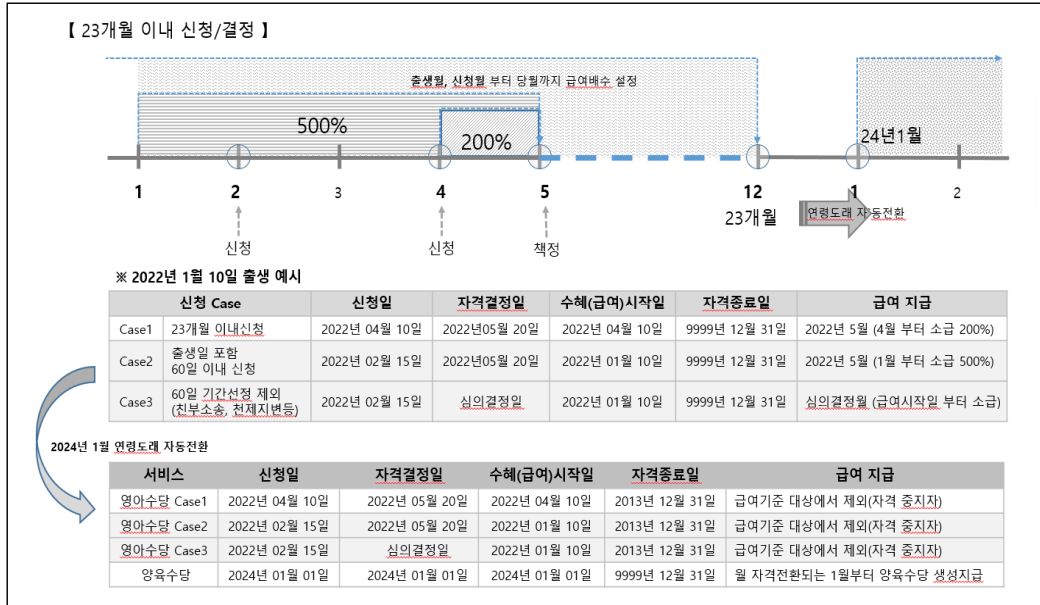 【 23개월 이내 신청/결정 】
출생월, 신청월 부터 당월까지 급여배수 설정
500%
200%
24年1월
1 2 3 4 5 12 1 2
23개월
연령도래 자동전환
신청 신청 책정
※ 2022년 1월 10일 출생 예시
신청 Case 신청일 자격결정일 수혜(급여)시작일 자격종료일 급여 지급
Case1 23개월 이내신청 2022년 04월 10일 2022년05월 20일 2022년 04월 10일 9999년 12월 31일 2022년 5월 (4월 부터 소급 200%)
Case2 출생일 포함
60일 이내 신청 2022년 02월 15일 2022년05월 20일 2022년 01월 10일 9999년 12월 31일 2022년 5월 (1월 부터 소급 500%)
Case3 60일 기간선정 제외
(친부소송, 천제지변등) 2022년 02월 15일 심의결정일 2022년 01월 10일 9999년 12월 31일 심의결정월 (급여시작일 부터 소급)
2024년 1월 연령도래 자동전환
서비스 신청일 자격결정일 수혜(급여)시작일 자격종료일 급여 지급
영아수당 Case1 2022년 04월 10일 2022년 05월 20일 2022년 04월 10일 2013년 12월 31일 급여기준 대상에서 제외(자격 중지자)
영아수당 Case2 2022년 02월 15일 2022년 05월 20일 2022년 01월 10일 2013년 12월 31일 급여기준 대상에서 제외(자격 중지자)
영아수당 Case3 2022년 02월 15일 심의결정일 2022년 01월 10일 2013년 12월 31일 급여기준 대상에서 제외(자격 중지자)
양육수당 2024년 01월 01일 2024년 01월 01일 2024년 01월 01일 9999년 12월 31일 월 자격전환되는 1월부터 양육수당 생성지급